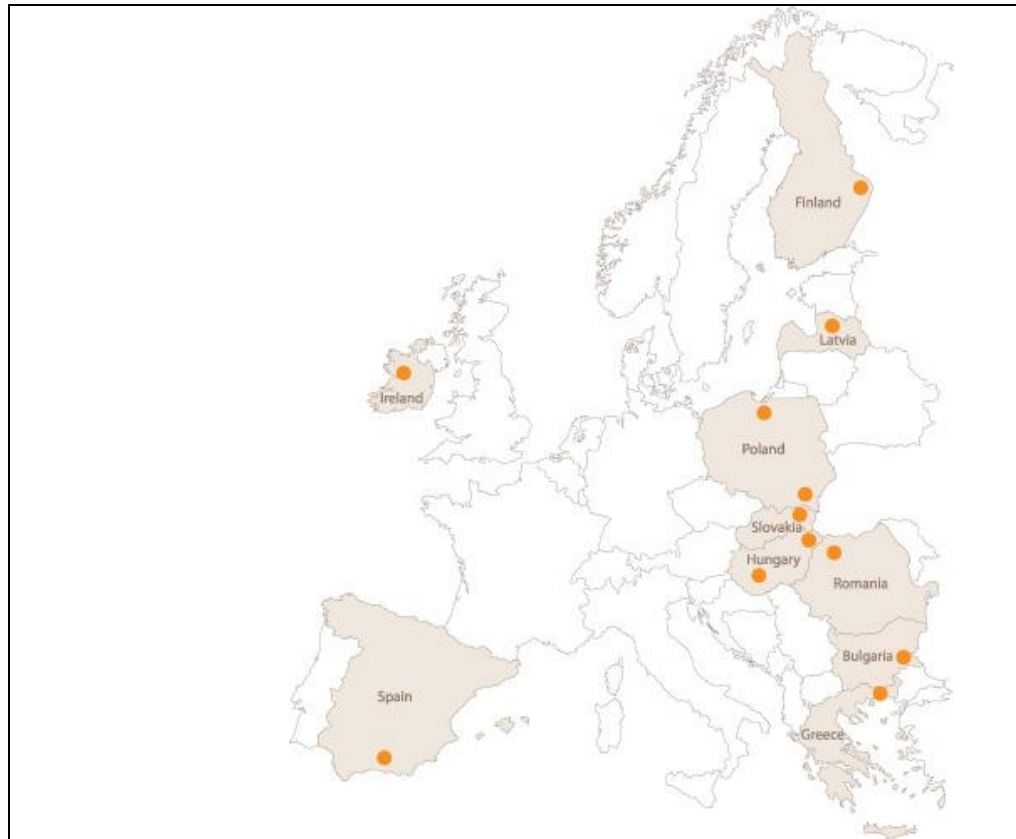 Finland
Latvia
Ireland
Poland
Slovakia
Hungary
Romania
Bulgaria
Spain
Greece